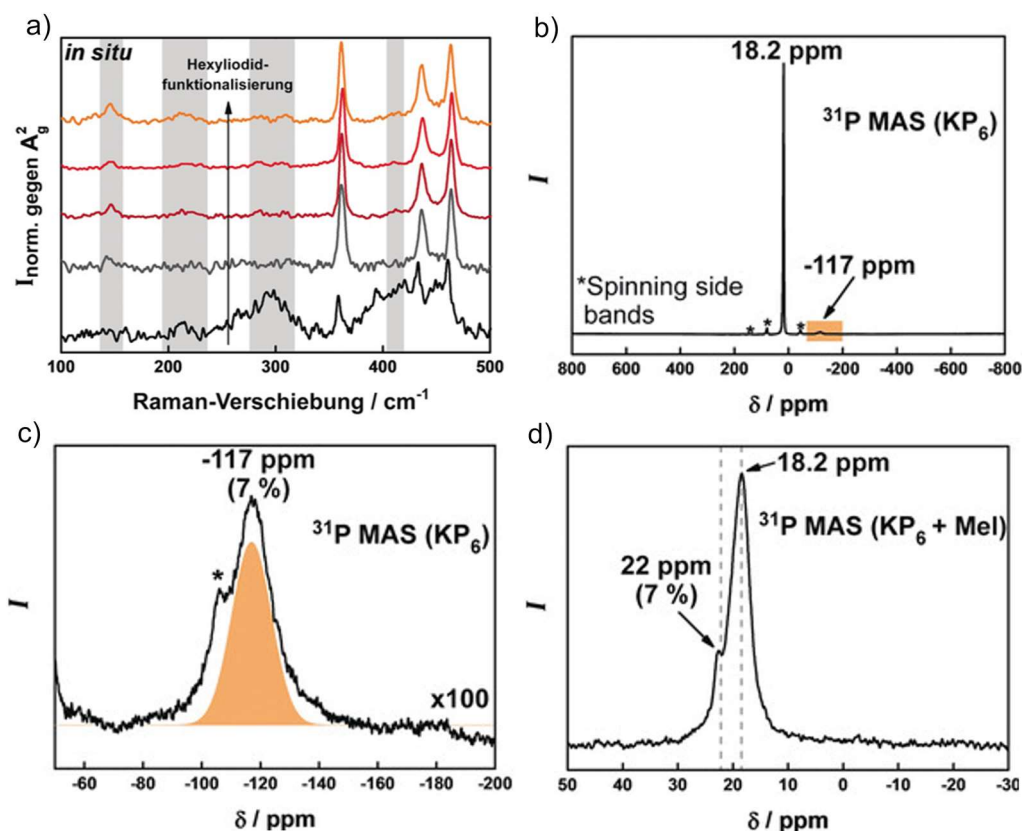 a)
in situ
Hexyliodid-
funktionalisierung
I norm. gegen A²g
100 200 300 400 500
Raman-Verschiebung / cm⁻¹
b)
18.2 ppm
³¹P MAS (KP₆)
I
-117 ppm
*Spinning side
bands
* * *
800 600 400 200 0 -200 -400 -600 -800
δ / ppm
c)
-117 ppm
(7 %)
³¹P MAS (KP₆)
*
I
x100
-60 -80 -100 -120 -140 -160 -180 -200
δ / ppm
d)
18.2 ppm
³¹P MAS (KP₆ + MeI)
22 ppm
(7 %)
I
50 40 30 20 10 0 -10 -20 -30
δ / ppm